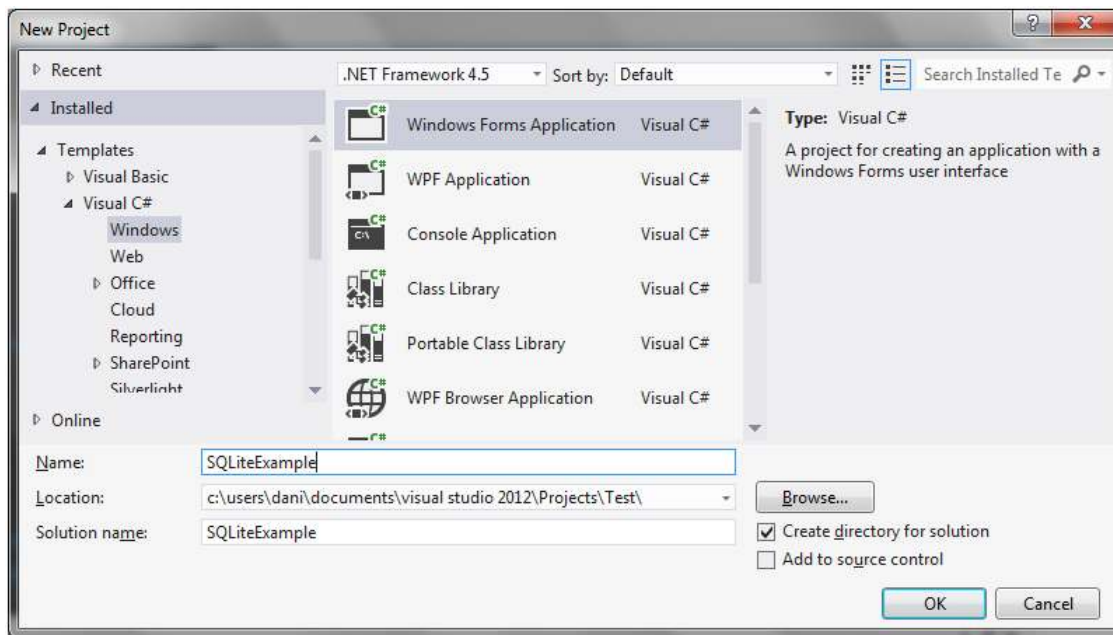 New Project
?
x
Recent
.NET Framework 4.5
Sort by: Default
Search Installed Te
Installed
Templates
Visual Basic
Visual C#
Windows
Web
Office
Cloud
Reporting
SharePoint
Silverlight
Online
C# Windows Forms Application Visual C#
C# WPF Application Visual C#
C# C:\ Console Application Visual C#
C# Class Library Visual C#
C# Portable Class Library Visual C#
C# WPF Browser Application Visual C#
C#
Type: Visual C#
A project for creating an application with a
Windows Forms user interface
Name: SQLiteExample
Location: c:\users\dani\documents\visual studio 2012\Projects\Test\
Browse...
Solution name: SQLiteExample
Create directory for solution
Add to source control
OK
Cancel